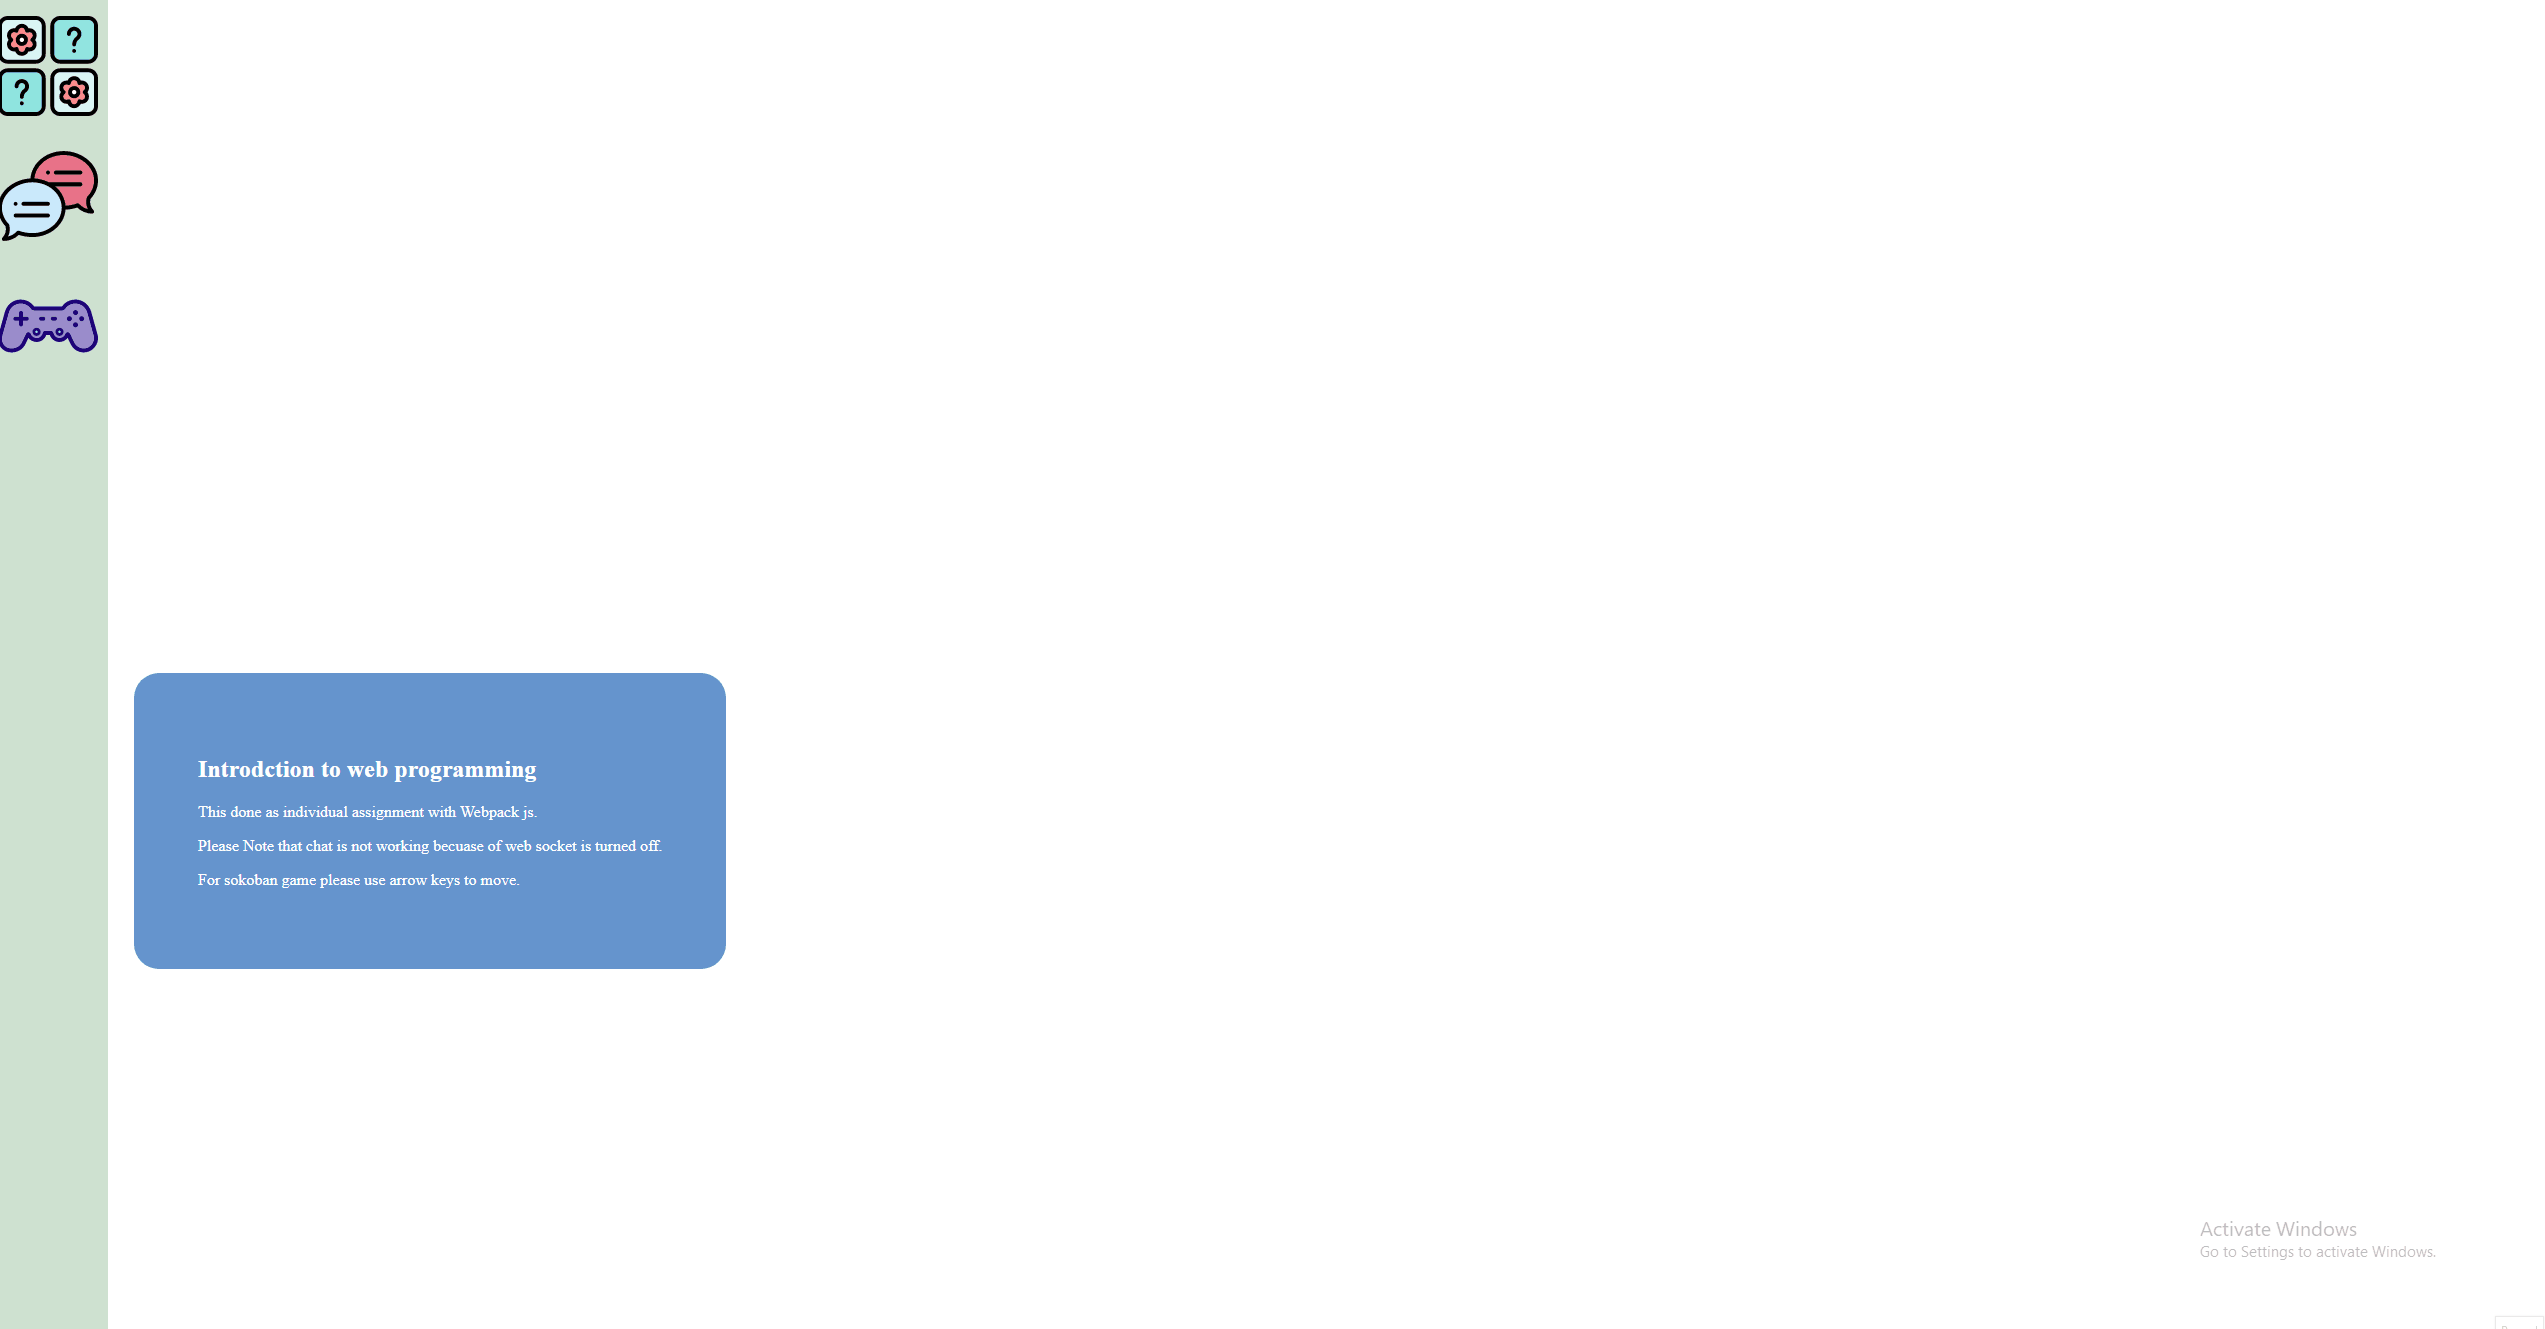 Introdction to web programming
This done as individual assignment with Webpack js.
Please Note that chat is not working becuase of web socket is turned off.
For sokoban game please use arrow keys to move.
Activate Windows
Go to Settings to activate Windows.